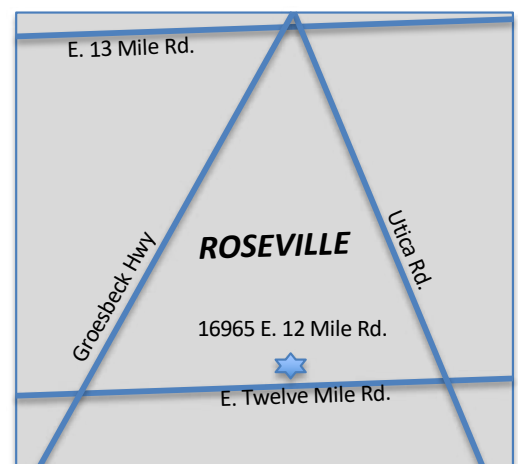 E. 13 Mile Rd.
ROSEVILLE
Utica Rd.
Groesbeck Hwy
16965 E. 12 Mile Rd.
E. Twelve Mile Rd.